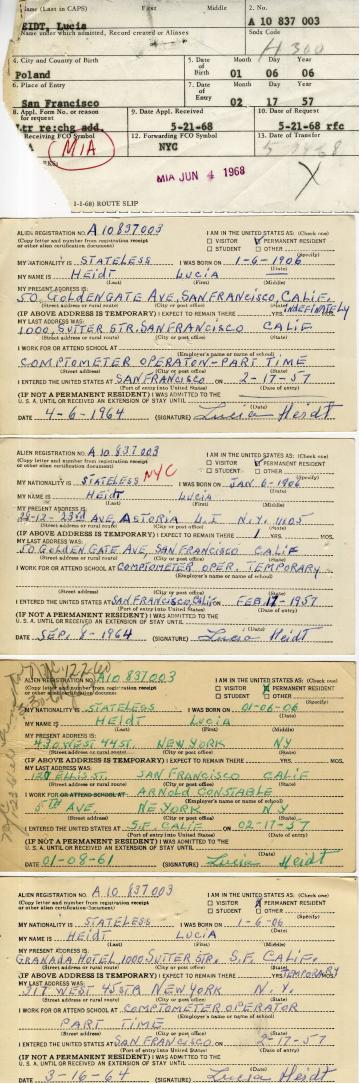 Name (Last in CAPS) First Middle 2. No.
EIDT, Lucia A 10 837 003
Name under which Admitted, Record created or Aliases Sndx Code
H 300
4. City and Country of Birth 5. Date of Birth Mo. Day Year
Poland 01 06 06
6. Place of Entry 7. Date of Entry Mo. Day Year
San Francisco 02 17 57
8. Appl. Form No. or reason for request 9. Date Appl. Received 10. Date of Request
Ltr re:chg add. 5-21-68 5-21-68 rfc
Receiving FCO Symbol 12. Forwarding FCO Symbol 13. Date of Transfer
MIA NYC
MIA JUN 4 1968
X
1-1-68) ROUTE SLIP
ALIEN REGISTRATION NO. A10837003 I AM IN THE UNITED STATES AS: (Check one)
(Copy letter and number from registration receipt or other alien certification document) ☐ VISITOR ☑ PERMANENT RESIDENT
☐ STUDENT ☐ OTHER
(Specify)
MY NATIONALITY IS STATELESS I WAS BORN ON 1-6-1906
(Date)
MY NAME IS HeidT LUCIA
(Last) (First) (Middle)
MY PRESENT ADDRESS IS:
50, GOLDENGATE AVE, SANFRANCISCO, CALIF.
(Street address or rural route) (City or post office) (State)
(IF ABOVE ADDRESS IS TEMPORARY) I EXPECT TO REMAIN THERE INDEFINATELY YRS. MOS.
MY LAST ADDRESS WAS:
1000, SUTTER STR, SANFRANCISCO CALIF
(Street address or rural route) (City or post office) (State)
I WORK FOR OR ATTEND SCHOOL AT
(Employer's name or name of school)
COMPTOMETER OPERATOR-PART TIME
(Street address) (City or post office) (State)
I ENTERED THE UNITED STATES AT SANFRANCISCO ON 2-17-57
(Port of entry into United States) (Date of entry)
(IF NOT A PERMANENT RESIDENT) I WAS ADMITTED TO THE
U. S. A. UNTIL OR RECEIVED AN EXTENSION OF STAY UNTIL
(Date)
DATE 4-6-1964 (SIGNATURE) Lucia Heidt
ALIEN REGISTRATION NO. A10.837.003 I AM IN THE UNITED STATES AS: (Check one)
(Copy letter and number from registration receipt or other alien certification document) ☐ VISITOR ☑ PERMANENT RESIDENT
☐ STUDENT ☐ OTHER
(Specify)
MY NATIONALITY IS STATELESS NYC I WAS BORN ON JAN 6-1906
(Date)
MY NAME IS HeidT LUCIA
(Last) (First) (Middle)
MY PRESENT ADDRESS IS:
28-12-33rd AVE, ASTORIA L.I N.Y. 11105
(Street address or rural route) (City or post office) (State)
(IF ABOVE ADDRESS IS TEMPORARY) I EXPECT TO REMAIN THERE 1 YRS. MOS.
MY LAST ADDRESS WAS:
50 GOLDEN GATE AVE, SAN FRANCISCO CALIF
(Street address or rural route) (City or post office) (State)
I WORK FOR OR ATTEND SCHOOL AT COMPTOMETER OPER. TEMPORARY
(Employer's name or name of school)
(Street address) (City or post office) (State)
I ENTERED THE UNITED STATES AT SANFRANCISCO, Calif ON FEB. 17-1957
(Port of entry into United States) (Date of entry)
(IF NOT A PERMANENT RESIDENT) I WAS ADMITTED TO THE
U. S. A. UNTIL OR RECEIVED AN EXTENSION OF STAY UNTIL
(Date)
DATE SEPT. 8-1964 (SIGNATURE) Lucia Heidt
ALIEN REGISTRATION NO. A10 837003 I AM IN THE UNITED STATES AS: (Check one)
(Copy letter and number from registration receipt or other alien certification document) ☐ VISITOR ☒ PERMANENT RESIDENT
☐ STUDENT ☐ OTHER
(Specify)
MY NATIONALITY IS STATELESS I WAS BORN ON 01-06-06
(Date)
MY NAME IS HeidT LUCIA
(Last) (First) (Middle)
MY PRESENT ADDRESS IS:
430 WEST 44 ST. NEW YORK NY
(Street address or rural route) (City or post office) (State)
(IF ABOVE ADDRESS IS TEMPORARY) I EXPECT TO REMAIN THERE YRS. MOS.
MY LAST ADDRESS WAS:
ELLIS ST. SAN FRANCISCO CALIF
(Street address or rural route) (City or post office) (State)
I WORK FOR OR ATTEND SCHOOL AT ARNOLD CONSTABLE
(Employer's name or name of school)
5TH AVE. NEYORK N.Y
(Street address) (City or post office) (State)
I ENTERED THE UNITED STATES AT S.F. CALIF ON 02-17-57
(Port of entry into United States) (Date of entry)
(IF NOT A PERMANENT RESIDENT) I WAS ADMITTED TO THE
U. S. A. UNTIL OR RECEIVED AN EXTENSION OF STAY UNTIL
(Date)
DATE 01-08-61 (SIGNATURE) Lucia Heidt
ALIEN REGISTRATION NO. A10 837003 I AM IN THE UNITED STATES AS: (Check one)
(Copy letter and number from registration receipt or other alien certification document) ☐ VISITOR ☒ PERMANENT RESIDENT
☐ STUDENT ☐ OTHER
(Specify)
MY NATIONALITY IS STATELESS I WAS BORN ON 1-6-06
(Date)
MY NAME IS HeidT LUCIA
(Last) (First) (Middle)
MY PRESENT ADDRESS IS:
GRANADA HOTEL 1000 SUTTER STR. S.F. CALIF.
(Street address or rural route) (City or post office) (State)
(IF ABOVE ADDRESS IS TEMPORARY) I EXPECT TO REMAIN THERE YRS. TEMPORARY MOS.
MY LAST ADDRESS WAS:
317 WEST 45 STR NEW YORK N.Y.
(Street address or rural route) (City or post office) (State)
I WORK FOR OR ATTEND SCHOOL AT COMPTOMETER OPERATOR
(Employer's name or name of school)
PART TIME
(Street address) (City or post office) (State)
I ENTERED THE UNITED STATES AT SAN FRANCISCO ON 2-17-57
(Port of entry into United States) (Date of entry)
(IF NOT A PERMANENT RESIDENT) I WAS ADMITTED TO THE
U. S. A. UNTIL OR RECEIVED AN EXTENSION OF STAY UNTIL
(Date)
DATE 3-16-64 (SIGNATURE) Lucia Heidt